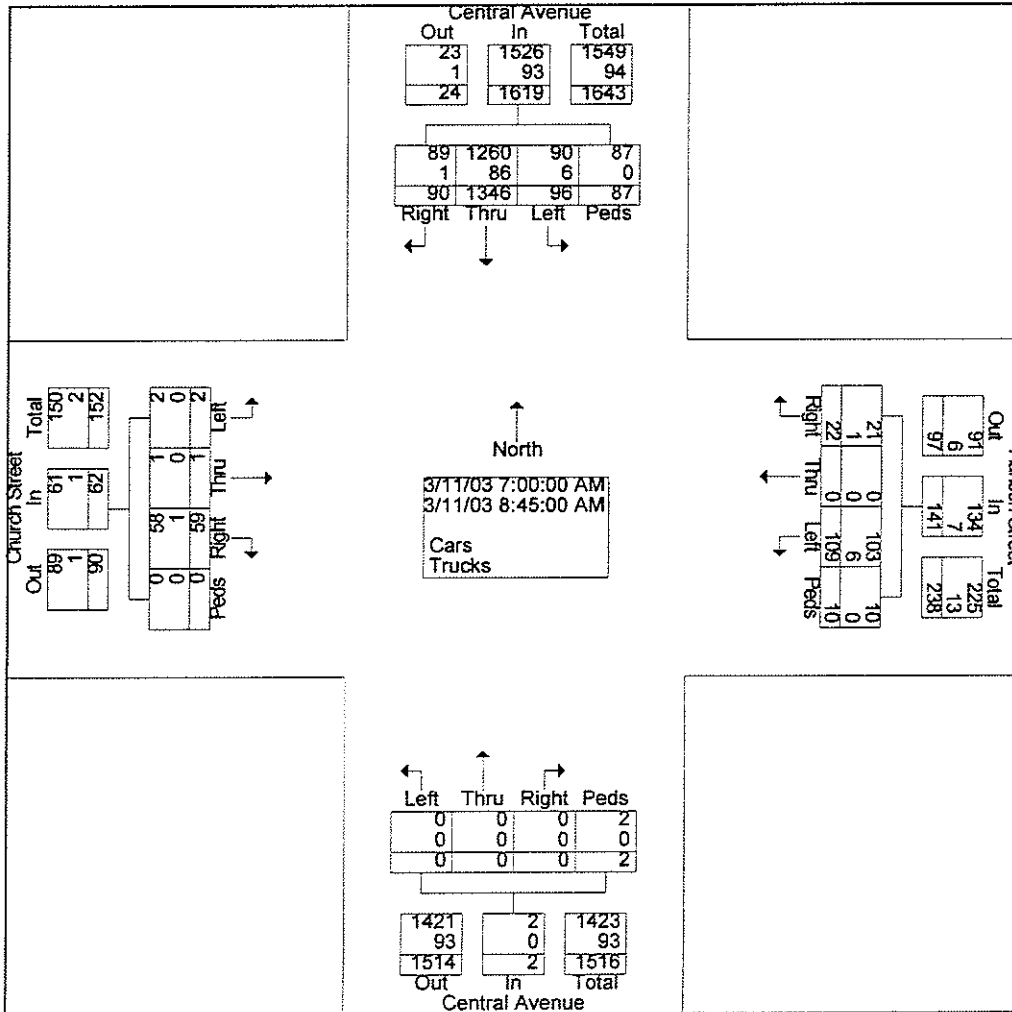 Central Avenue
Out In Total
23 1526 1549
1 93 94
24 1619 1643
89 1260 90 87
1 86 6 0
90 1346 96 87
Right Thru Left Peds
Church Street
Total In Out
150 61 89
2 1 1
152 62 90
2 1 58 0
0 0 1 0
2 1 59 0
Left Thru Right Peds
North
3/11/03 7:00:00 AM
3/11/03 8:45:00 AM
Cars
Trucks
Right Thru Left Peds
22 0 109 10
1 0 6 0
21 0 103 10
Out In Total
97 141 238
6 7 13
91 134 225
Street
Left Thru Right Peds
0 0 0 2
0 0 0 0
0 0 0 2
1421 2 1423
93 0 93
1514 2 1516
Out In Total
Central Avenue